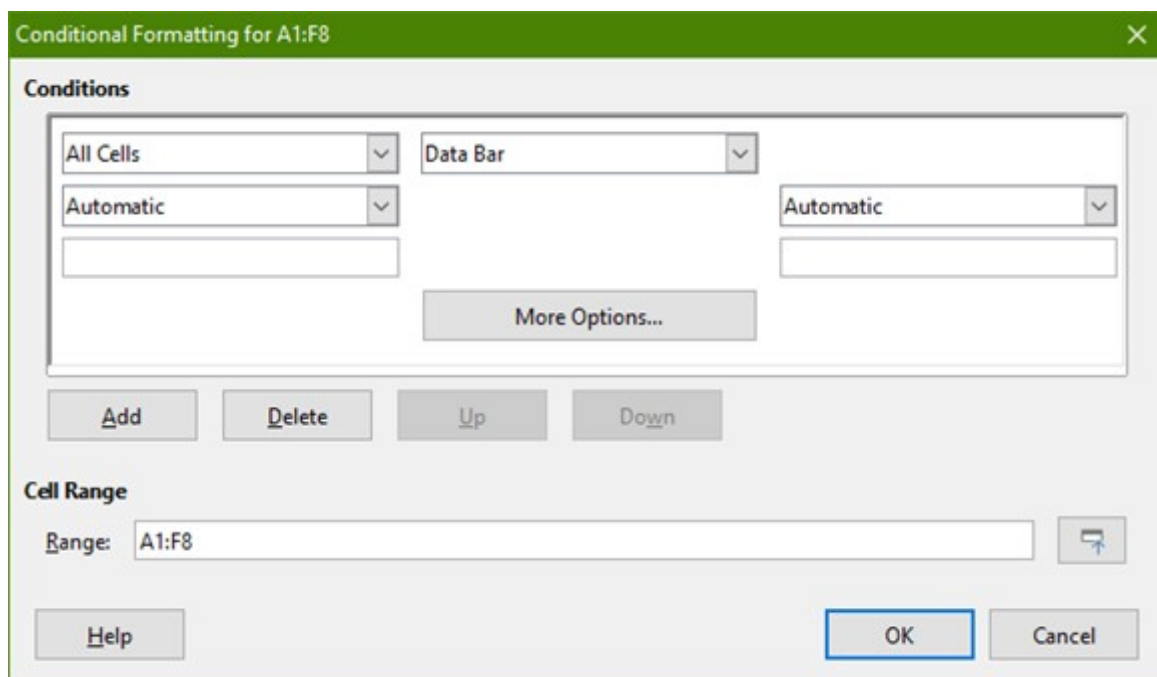 Conditional Formatting for A1:F8
Conditions
All Cells Data Bar
Automatic Automatic
More Options...
Add Delete Up Down
Cell Range
Range: A1:F8
Help OK Cancel